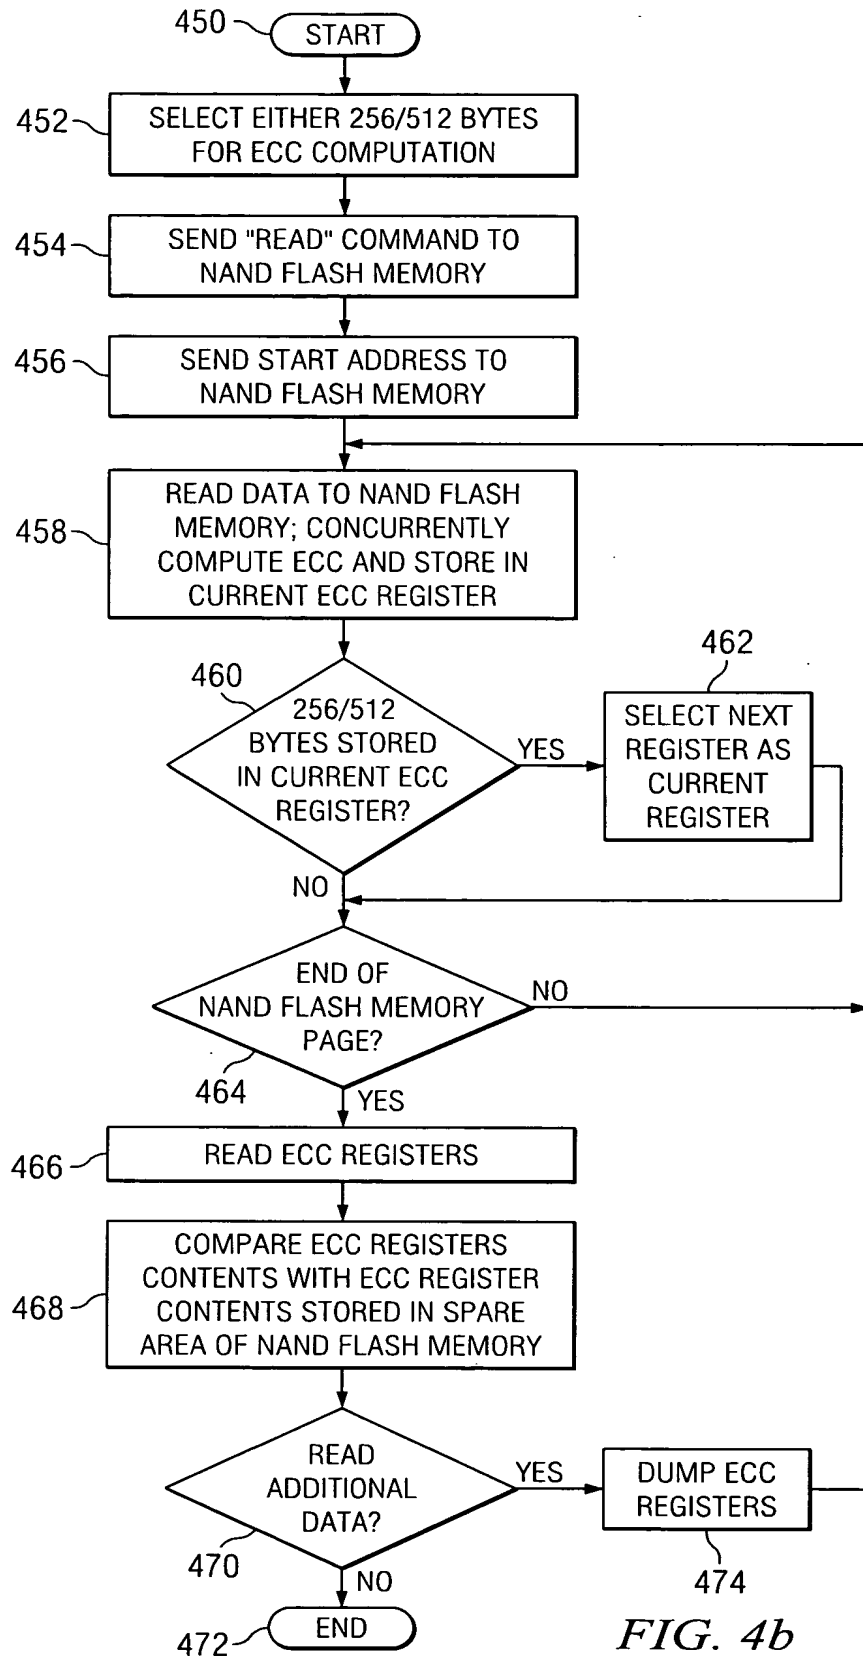 450
START
452
SELECT EITHER 256/512 BYTES
FOR ECC COMPUTATION
454
SEND "READ" COMMAND TO
NAND FLASH MEMORY
456
SEND START ADDRESS TO
NAND FLASH MEMORY
458
READ DATA TO NAND FLASH
MEMORY; CONCURRENTLY
COMPUTE ECC AND STORE IN
CURRENT ECC REGISTER
460
256/512
BYTES STORED
IN CURRENT ECC
REGISTER?
YES
462
SELECT NEXT
REGISTER AS
CURRENT
REGISTER
NO
END OF
NAND FLASH MEMORY
PAGE?
NO
464
YES
466
READ ECC REGISTERS
468
COMPARE ECC REGISTERS
CONTENTS WITH ECC REGISTER
CONTENTS STORED IN SPARE
AREA OF NAND FLASH MEMORY
READ
ADDITIONAL
DATA?
470
YES
DUMP ECC
REGISTERS
474
NO
472
END
FIG. 4b